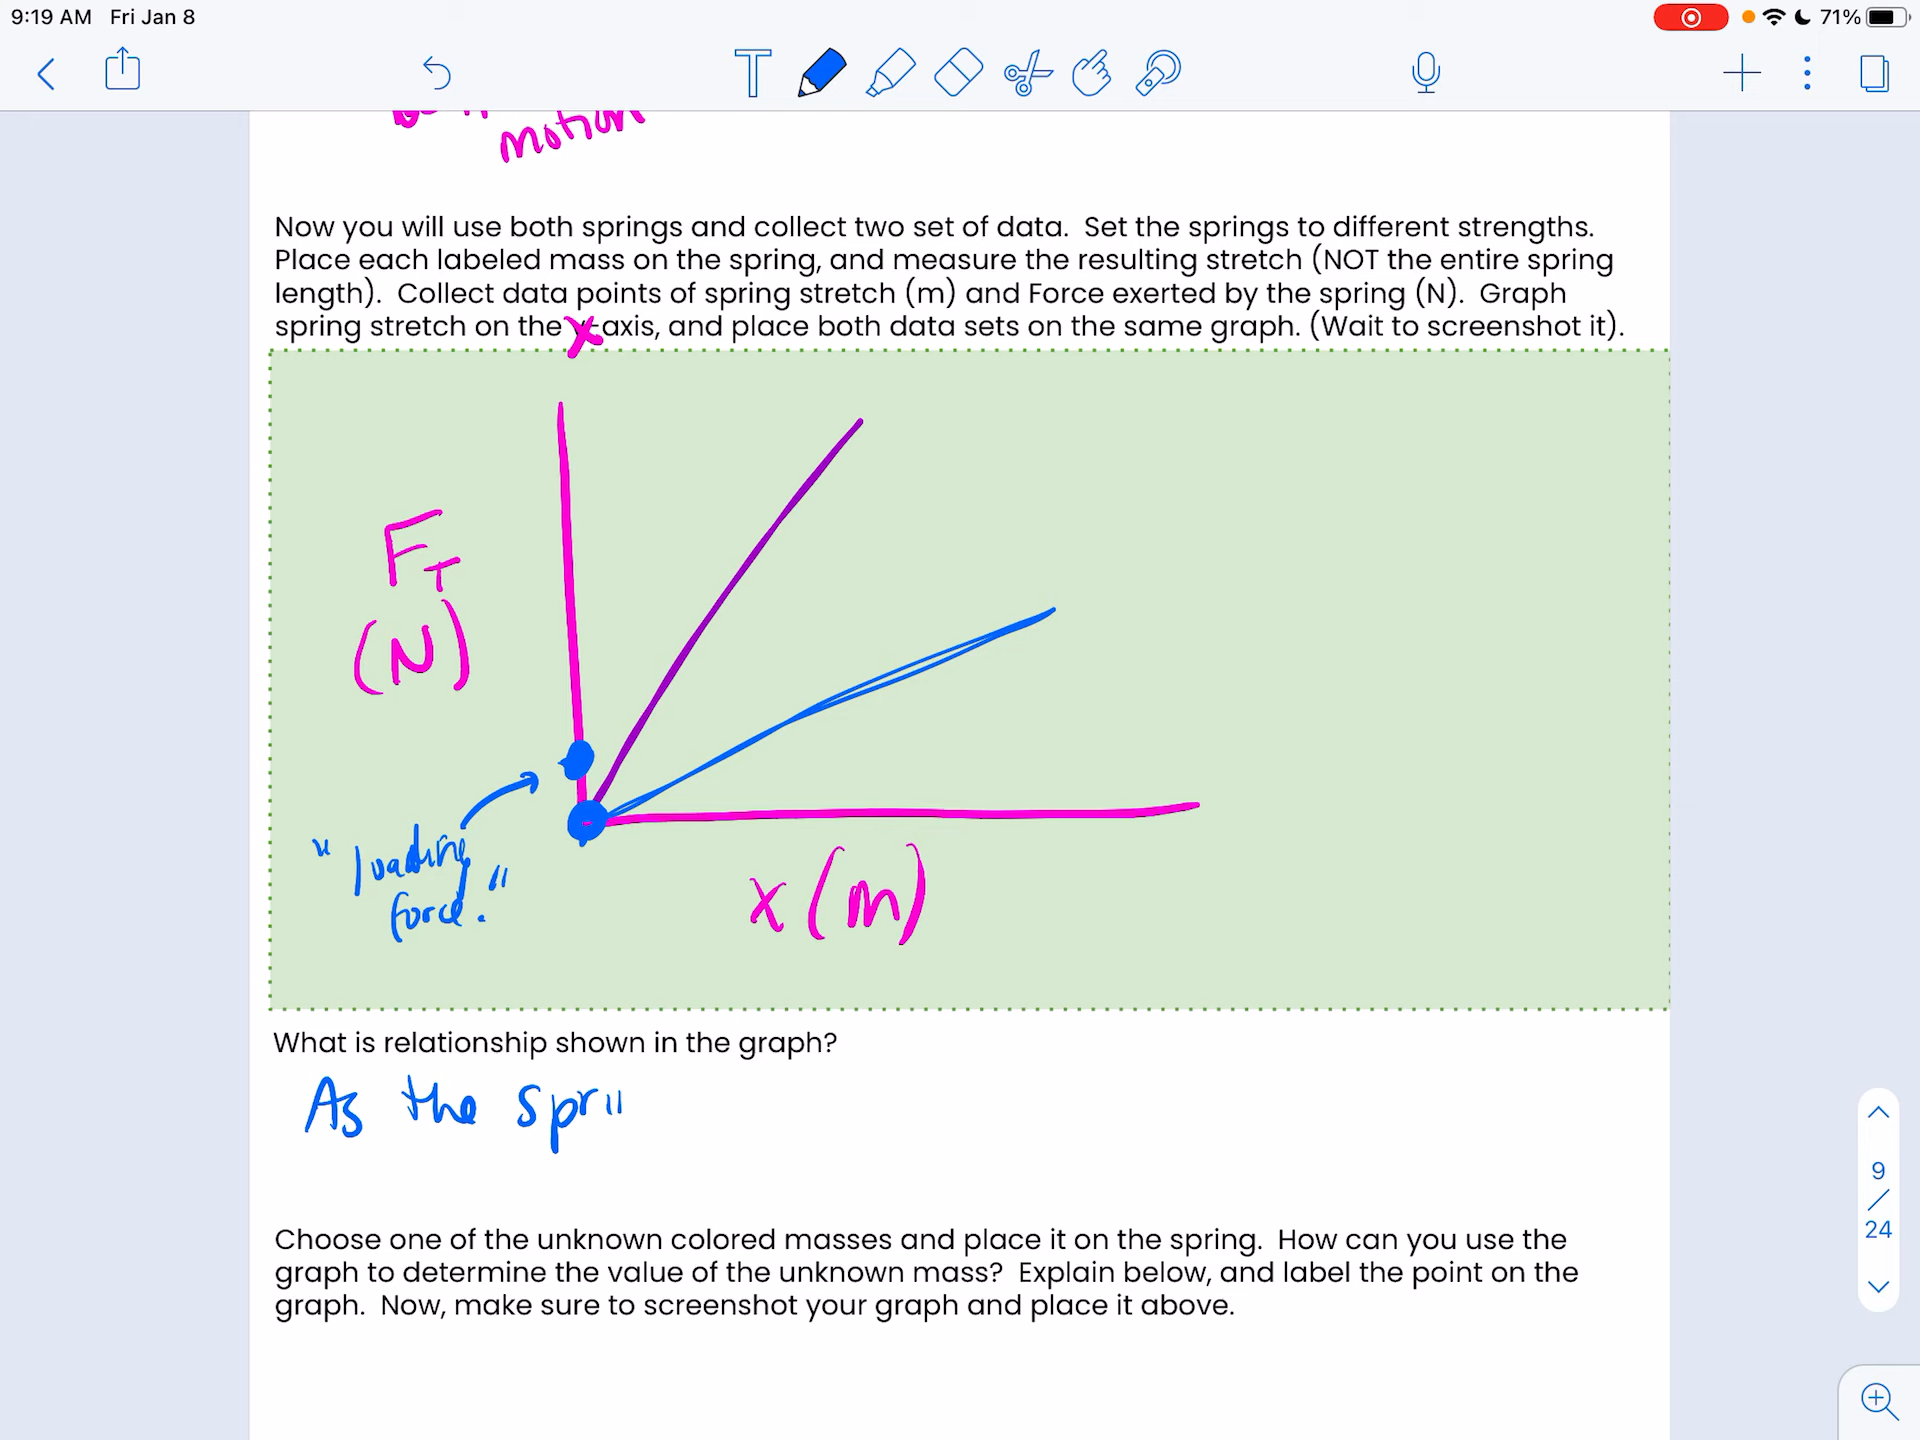 9:19 AM Fri Jan 8
71%
T
motion
Now you will use both springs and collect two set of data. Set the springs to different strengths.
Place each labeled mass on the spring, and measure the resulting stretch (NOT the entire spring
length). Collect data points of spring stretch (m) and Force exerted by the spring (N). Graph
spring stretch on the x-axis, and place both data sets on the same graph. (Wait to screenshot it).
FT
(N)
"loading
force."
x (m)
What is relationship shown in the graph?
As the spri
9
/
24
Choose one of the unknown colored masses and place it on the spring. How can you use the
graph to determine the value of the unknown mass? Explain below, and label the point on the
graph. Now, make sure to screenshot your graph and place it above.